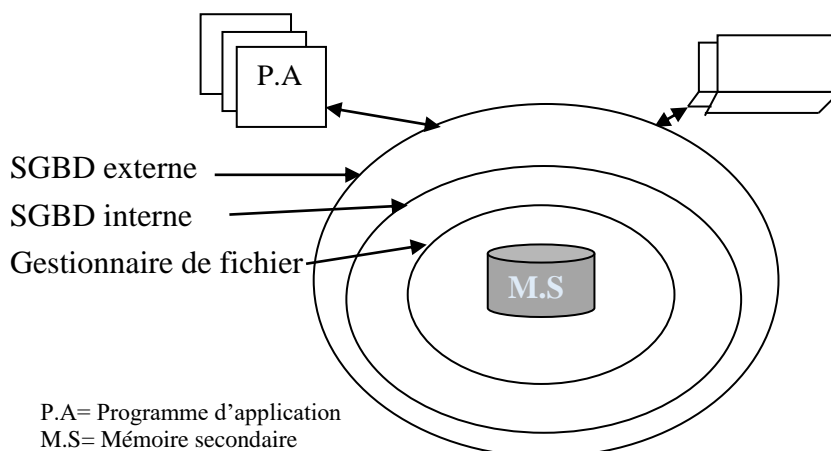 P.A
SGBD externe
SGBD interne
Gestionnaire de fichier
M.S
P.A= Programme d’application
M.S= Mémoire secondaire